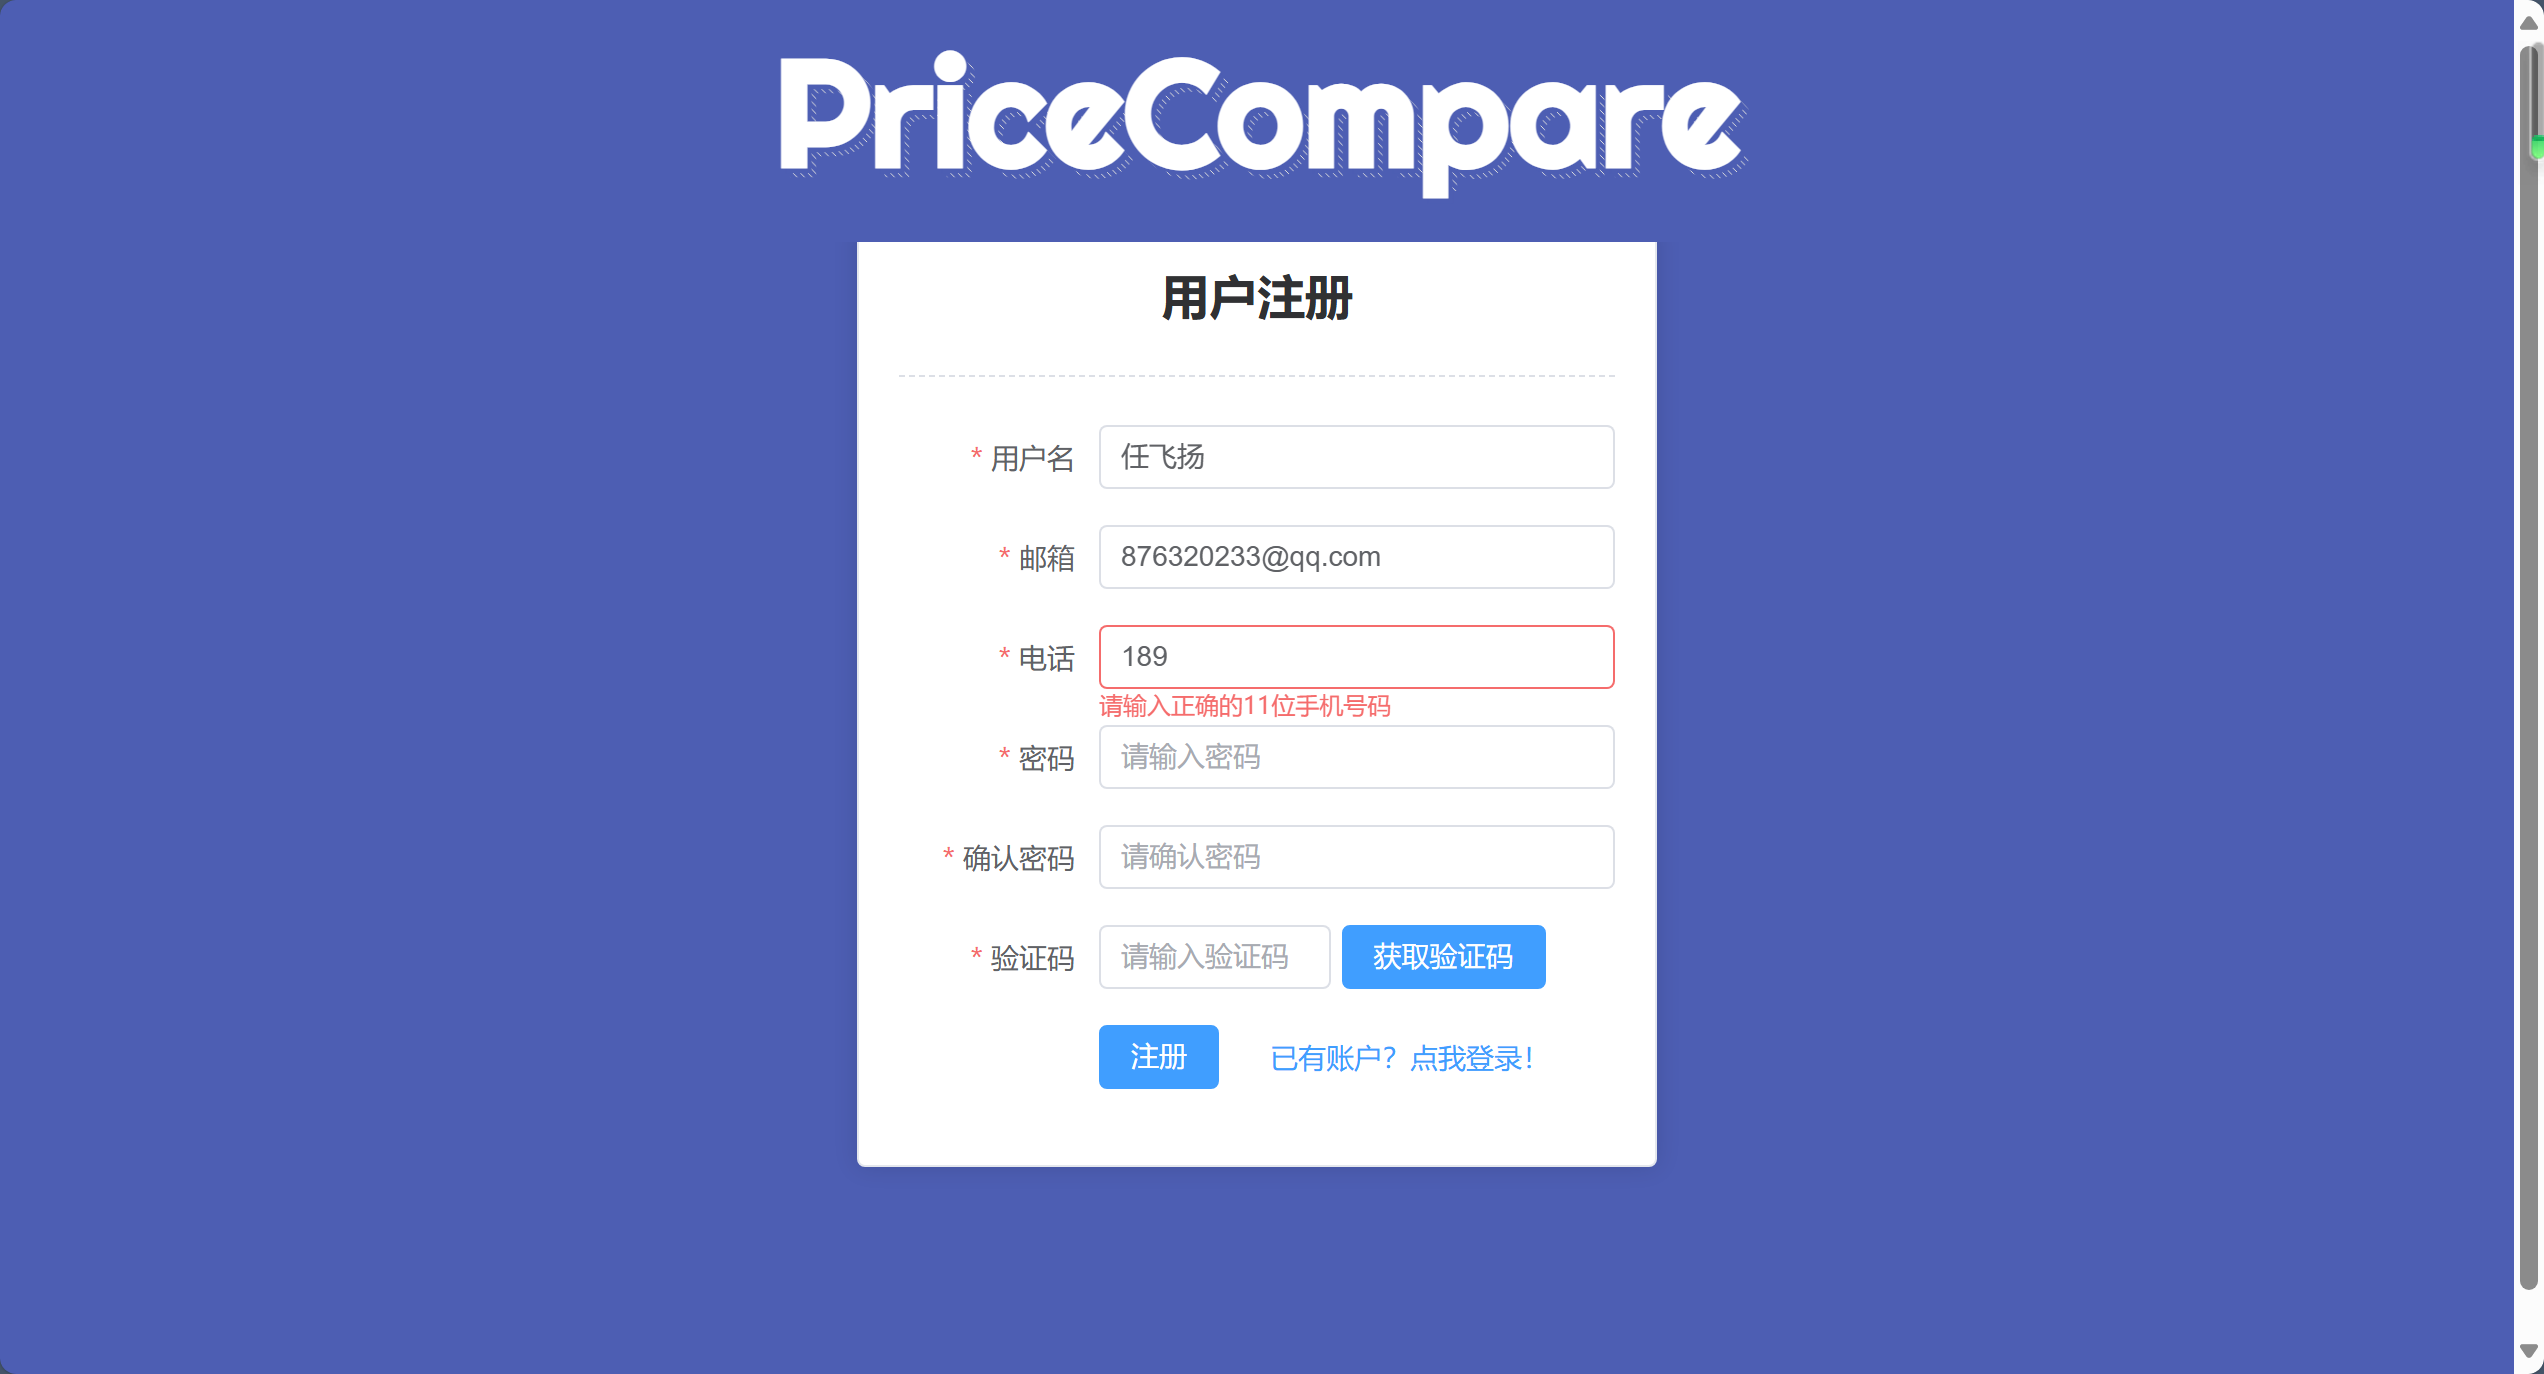 PriceCompare
用户注册
* 用户名 任飞扬
* 邮箱 876320233@qq.com
* 电话 189
请输入正确的11位手机号码
* 密码 请输入密码
* 确认密码 请确认密码
* 验证码 请输入验证码 获取验证码
注册 已有账户？点我登录！